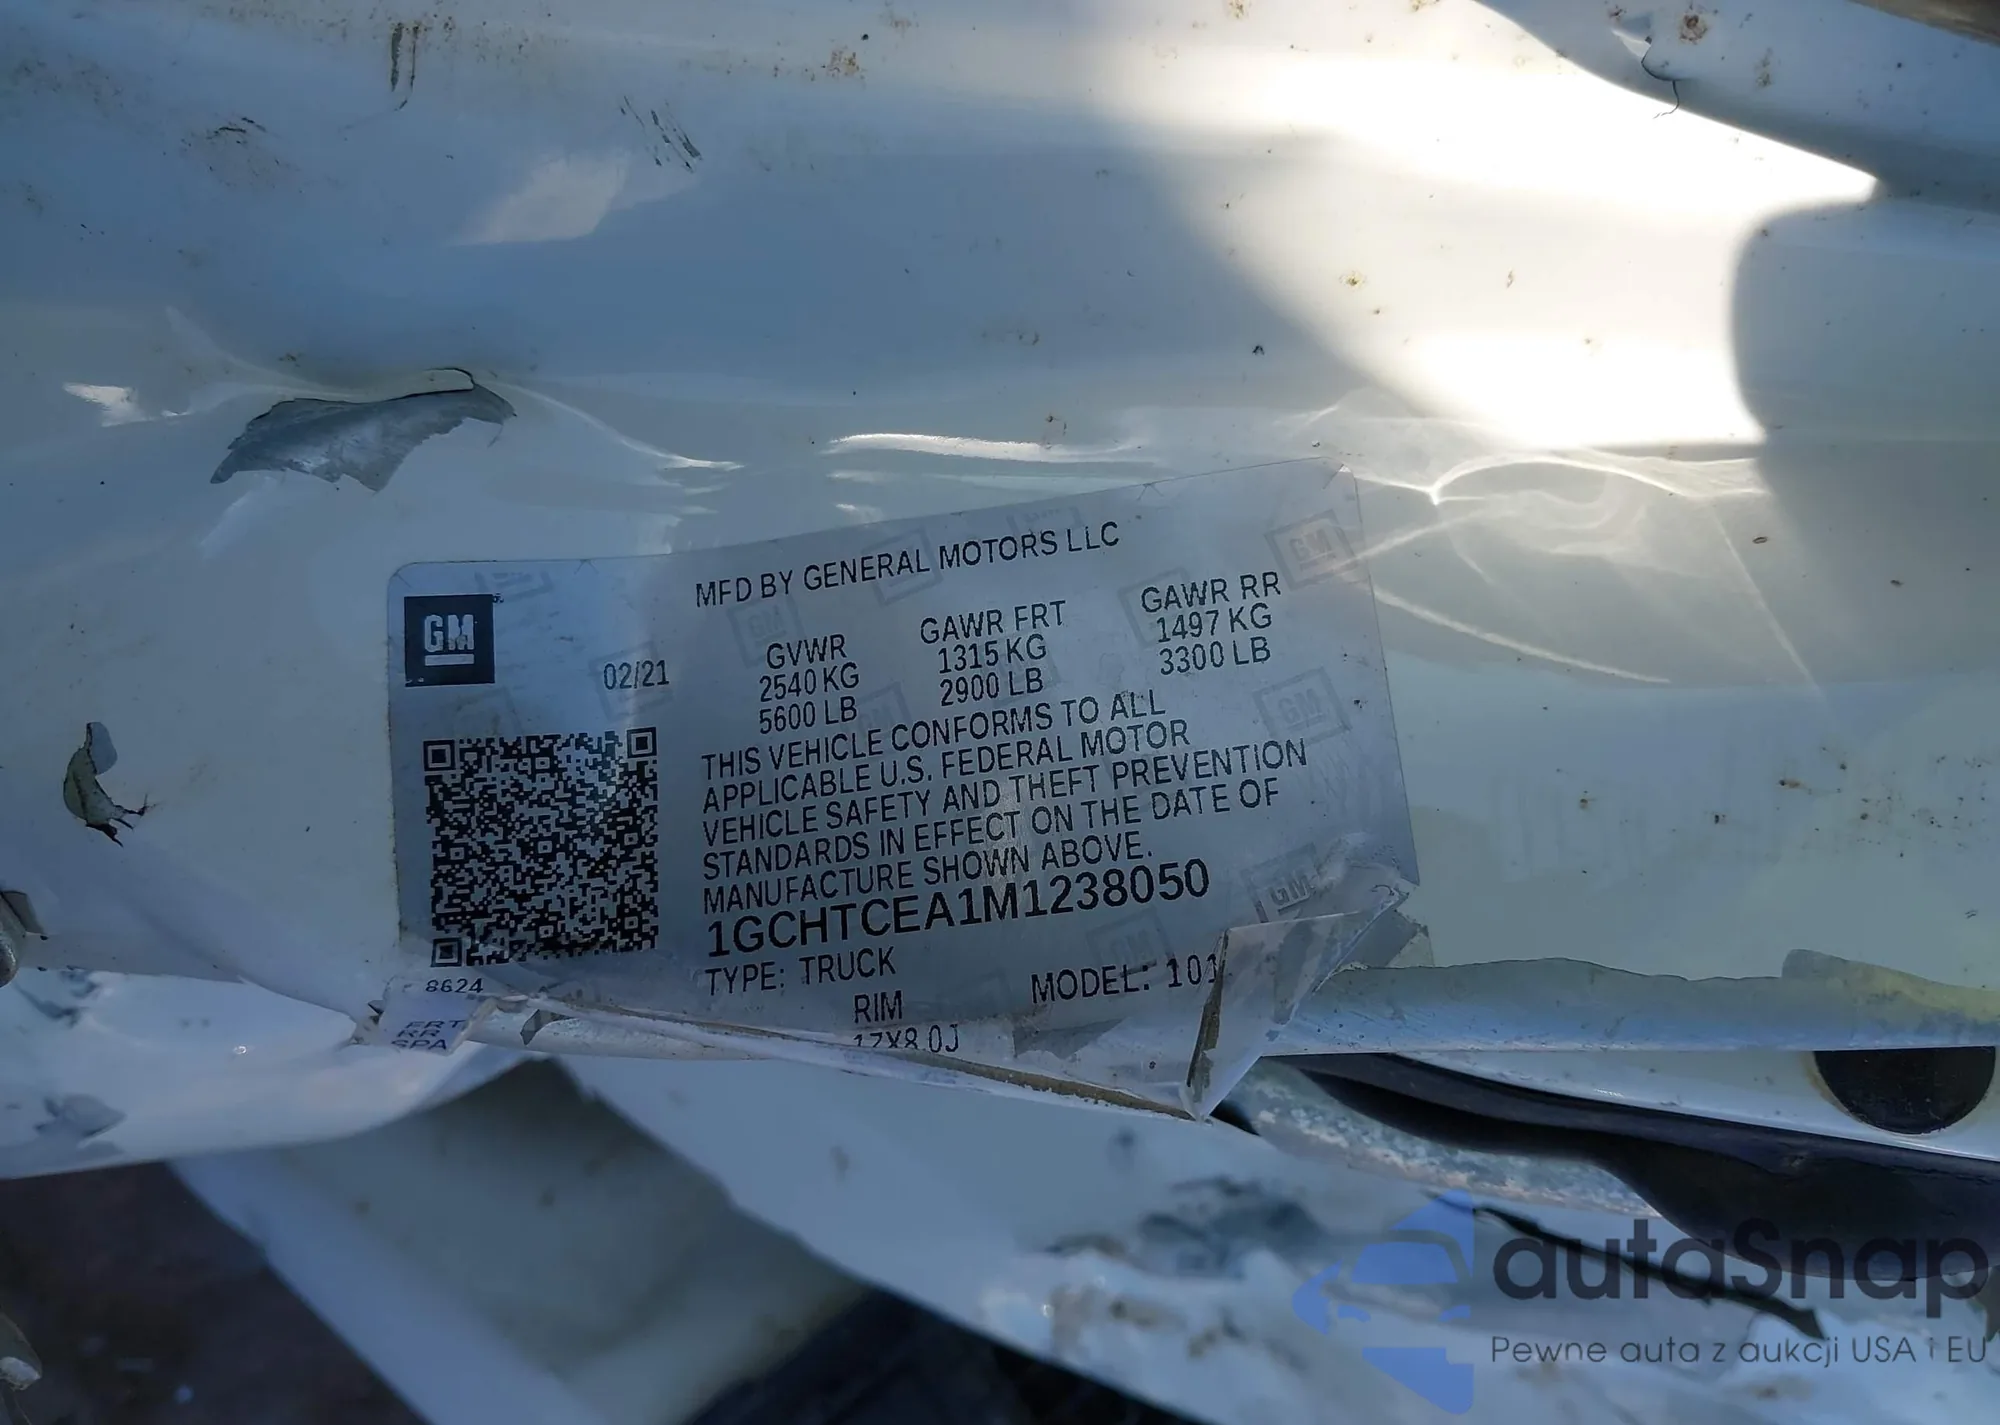 MFD BY GENERAL MOTORS LLC
GM
02/21
GVWR GAWR FRT GAWR RR
2540 KG 1315 KG 1497 KG
5600 LB 2900 LB 3300 LB
THIS VEHICLE CONFORMS TO ALL
APPLICABLE U.S. FEDERAL MOTOR
VEHICLE SAFETY AND THEFT PREVENTION
STANDARDS IN EFFECT ON THE DATE OF
MANUFACTURE SHOWN ABOVE.
1GCHTCEA1M1238050
TYPE: TRUCK MODEL: 101
8624
RIM
FRT
RR
SPA
17X8.0J
autaSnap
Pewne auta z aukcji USA i EU